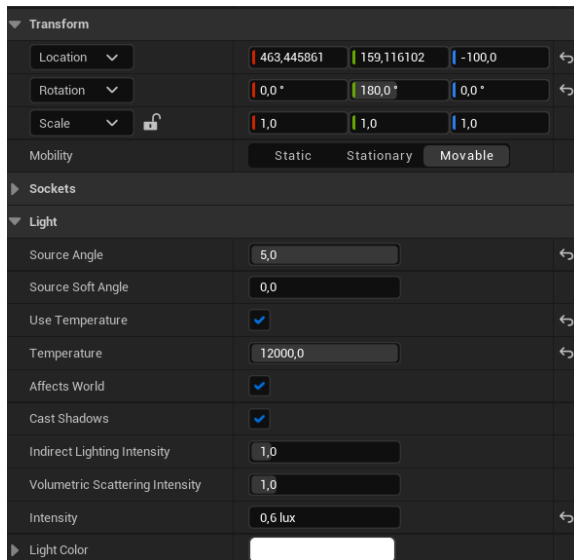 Transform
Location 463,445861 159,116102 -100,0
Rotation 0,0 ° 180,0 ° 0,0 °
Scale 1,0 1,0 1,0
Mobility Static Stationary Movable
Sockets
Light
Source Angle 5,0
Source Soft Angle 0,0
Use Temperature
Temperature 12000,0
Affects World
Cast Shadows
Indirect Lighting Intensity 1,0
Volumetric Scattering Intensity 1,0
Intensity 0,6 lux
Light Color